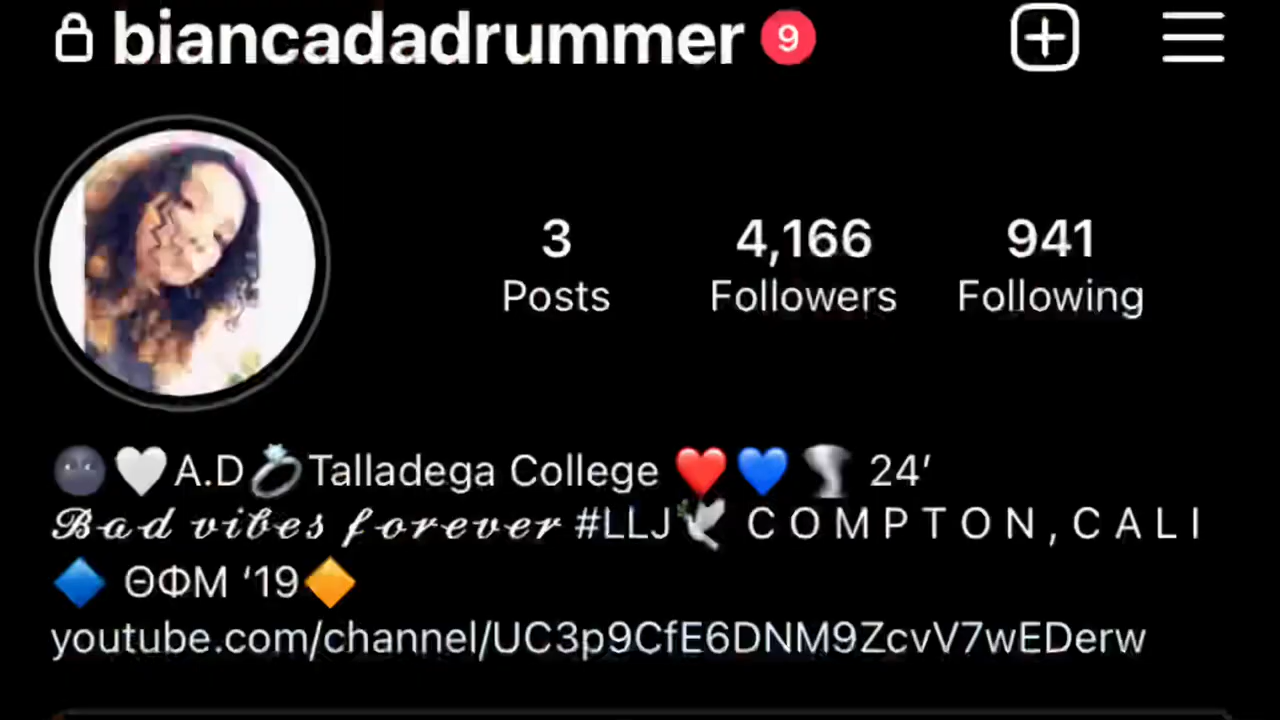 biancadadrummer 9
3 4,166 941
Posts Followers Following
🌚🤍A.D💍Talladega College ❤️💙🌪 24’
𝓑𝓪𝓭 𝓿𝓲𝓫𝓮𝓼 𝓯𝓸𝓻𝓮𝓿𝓮𝓻 #LLJ🕊 C O M P T O N , C A L I
🔷 ΘΦΜ ‘19🔶
youtube.com/channel/UC3p9CfE6DNM9ZcvV7wEDerw